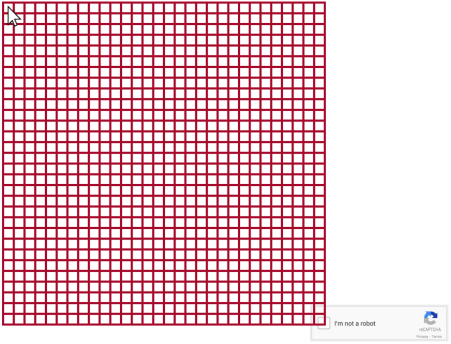 I'm not a robot
reCAPTCHA
Privacy - Terms